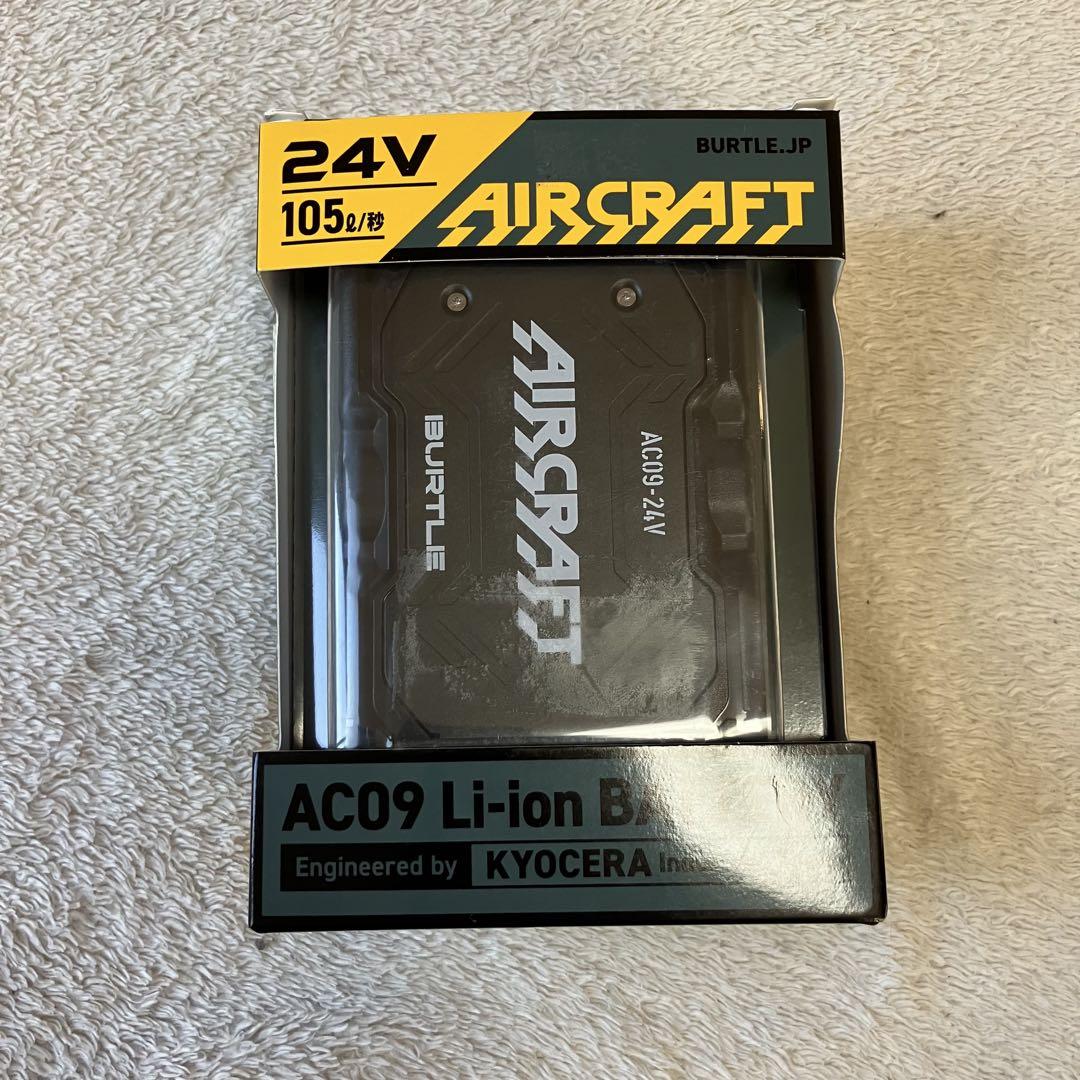 24V
105ℓ/秒
BURTLE.JP
AIRCRAFT
AIRCRAFT
BURTLE
AC09-24V
AC09 Li-ion
Engineered by KYOCERA